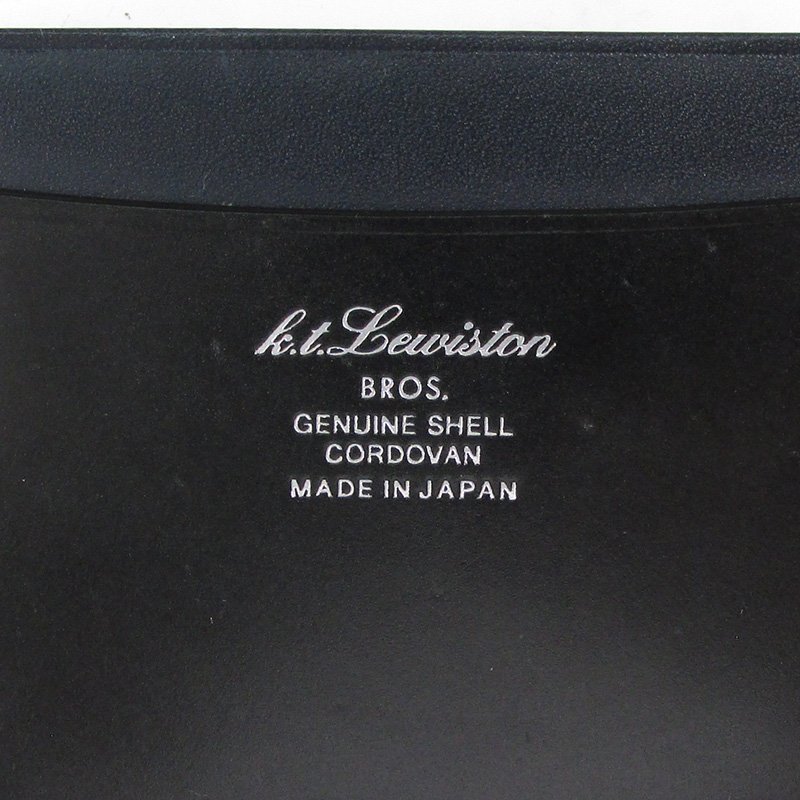 k.t.Lewiston
BROS.
GENUINE SHELL
CORDOVAN
MADE IN JAPAN